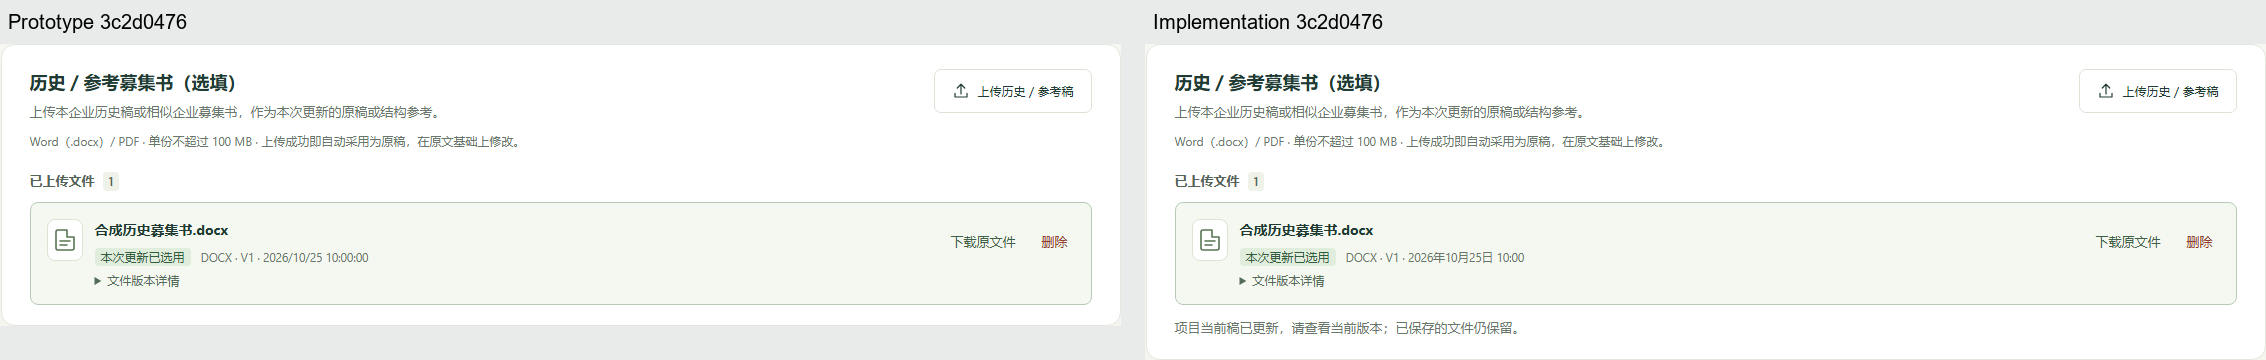 Prototype 3c2d0476
历史 / 参考募集书（选填）
上传历史 / 参考稿
上传本企业历史稿或相似企业募集书，作为本次更新的原稿或结构参考。
Word（.docx）/ PDF · 单份不超过 100 MB · 上传成功即自动采用为原稿，在原文基础上修改。
已上传文件 1
合成历史募集书.docx
本次更新已选用 DOCX · V1 · 2026/10/25 10:00:00
下载原文件 删除
▶ 文件版本详情
Implementation 3c2d0476
历史 / 参考募集书（选填）
上传历史 / 参考稿
上传本企业历史稿或相似企业募集书，作为本次更新的原稿或结构参考。
Word（.docx）/ PDF · 单份不超过 100 MB · 上传成功即自动采用为原稿，在原文基础上修改。
已上传文件 1
合成历史募集书.docx
本次更新已选用 DOCX · V1 · 2026年10月25日 10:00
下载原文件 删除
▶ 文件版本详情
项目当前稿已更新，请查看当前版本；已保存的文件仍保留。